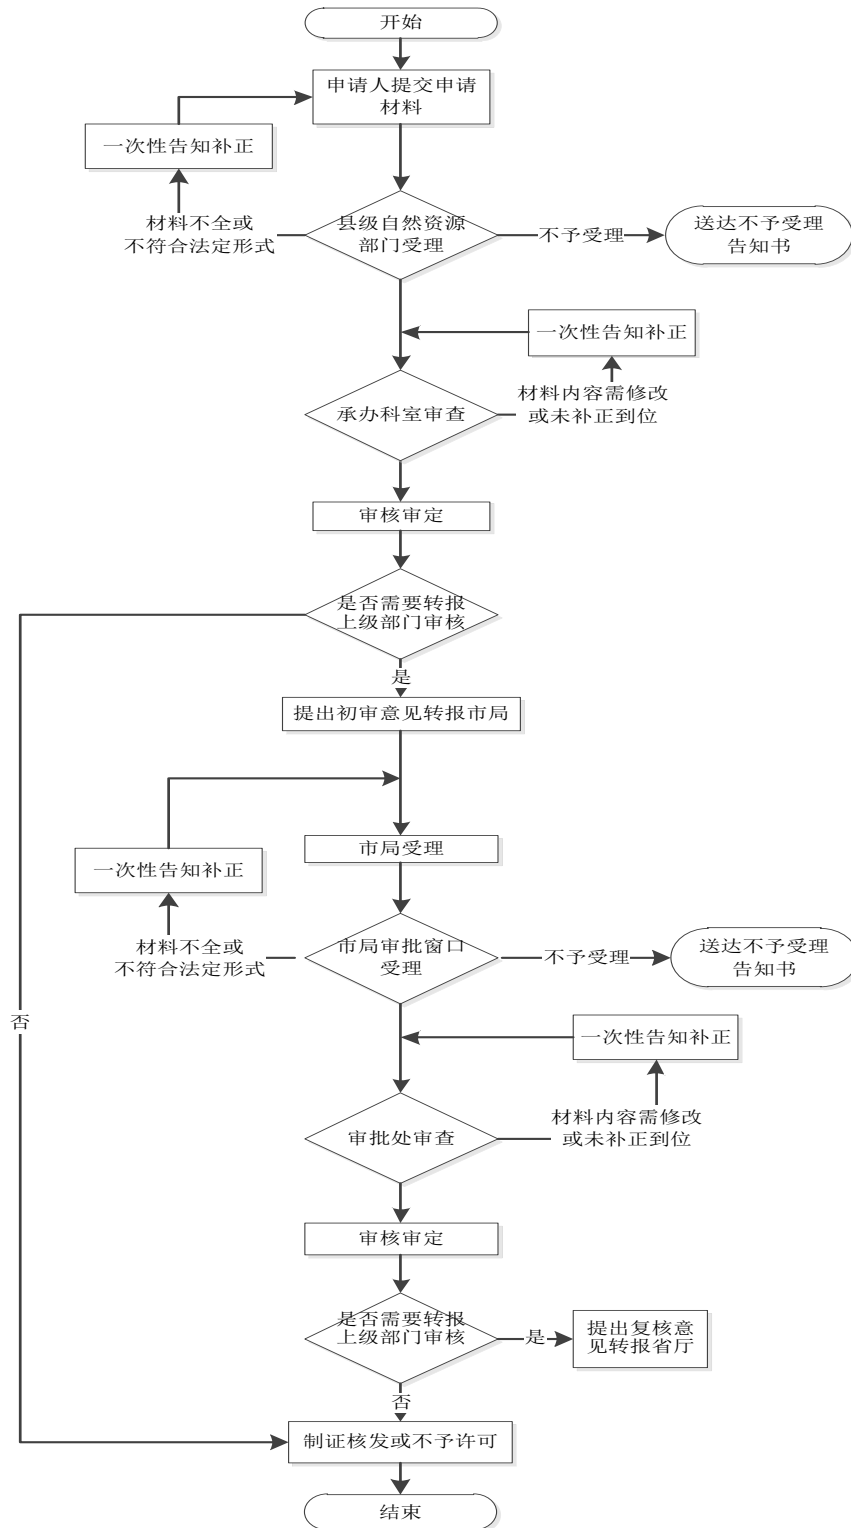 开始
申请人提交申请
材料
一次性告知补正
材料不全或
不符合法定形式
县级自然资源
部门受理
不予受理
送达不予受理
告知书
一次性告知补正
材料内容需修改
或未补正到位
承办科室审查
审核审定
是否需要转报
上级部门审核
是
提出初审意见转报市局
市局受理
一次性告知补正
材料不全或
不符合法定形式
市局审批窗口
受理
不予受理
送达不予受理
告知书
否
一次性告知补正
材料内容需修改
或未补正到位
审批处审查
审核审定
是否需要转报
上级部门审核
是
提出复核意
见转报省厅
否
制证核发或不予许可
结束